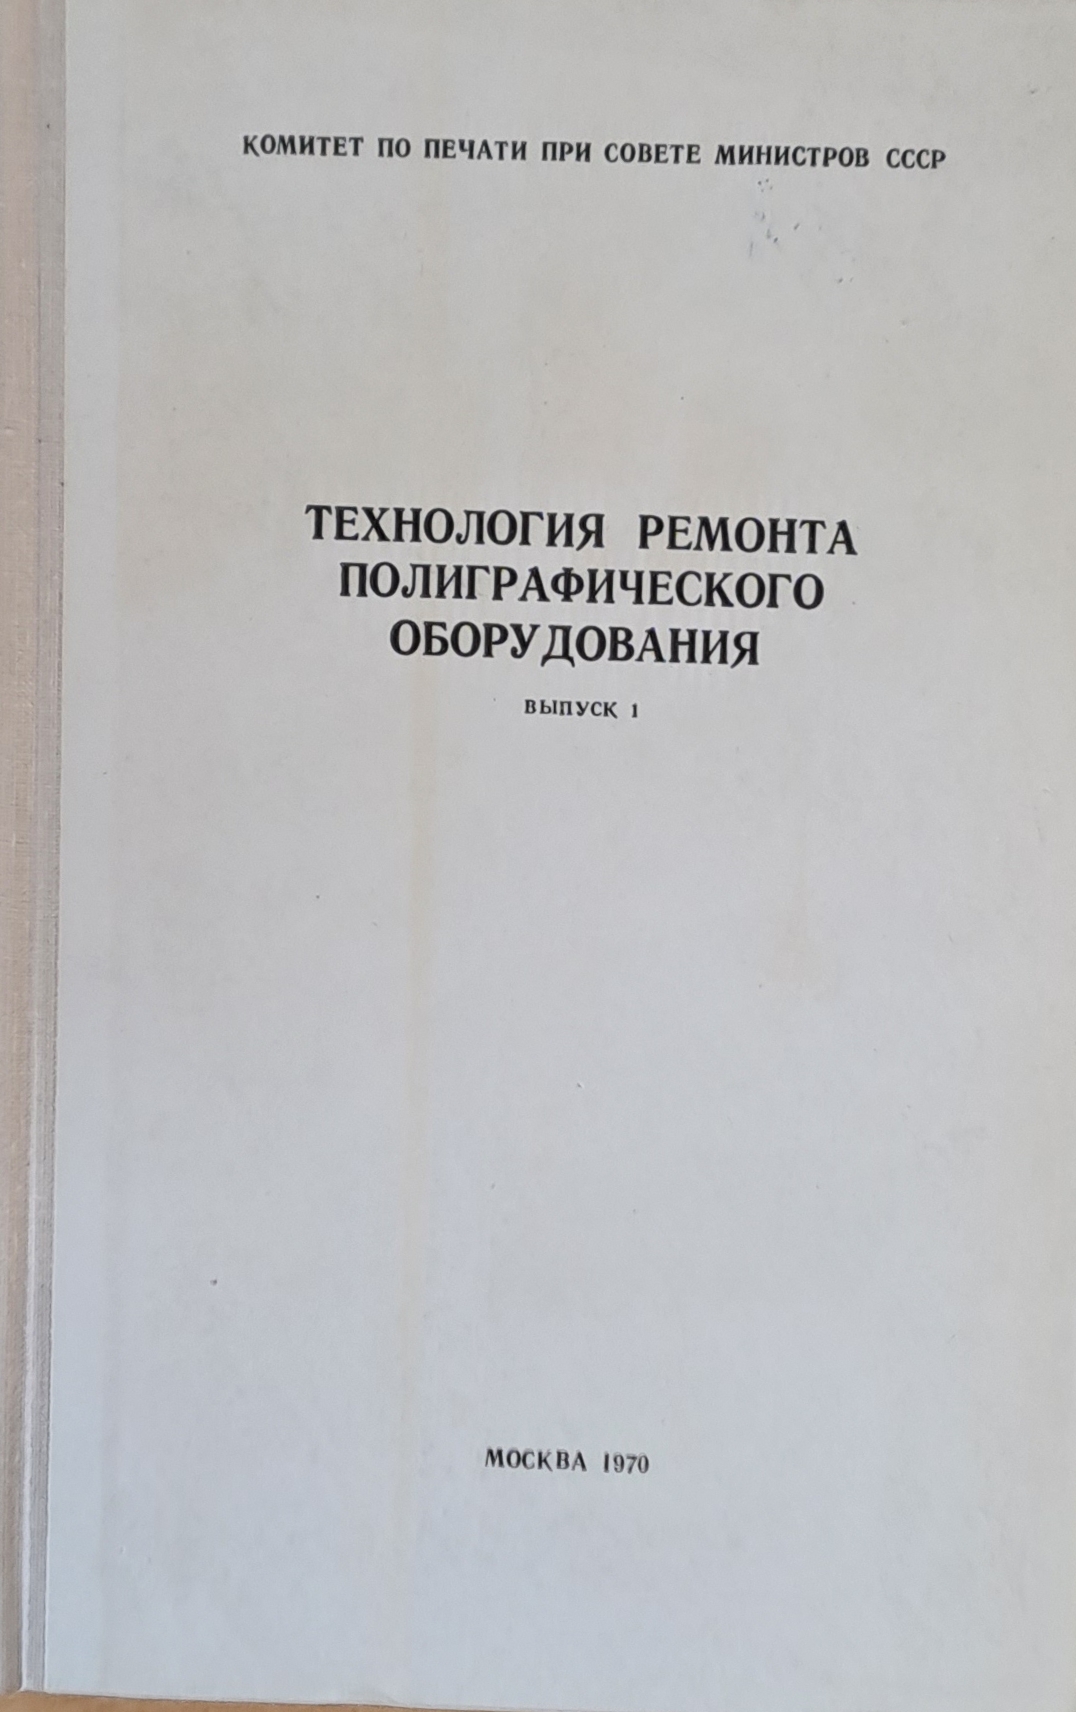 КОМИТЕТ ПО ПЕЧАТИ ПРИ СОВЕТЕ МИНИСТРОВ СССР
ТЕХНОЛОГИЯ РЕМОНТА
ПОЛИГРАФИЧЕСКОГО
ОБОРУДОВАНИЯ
ВЫПУСК 1
МОСКВА 1970